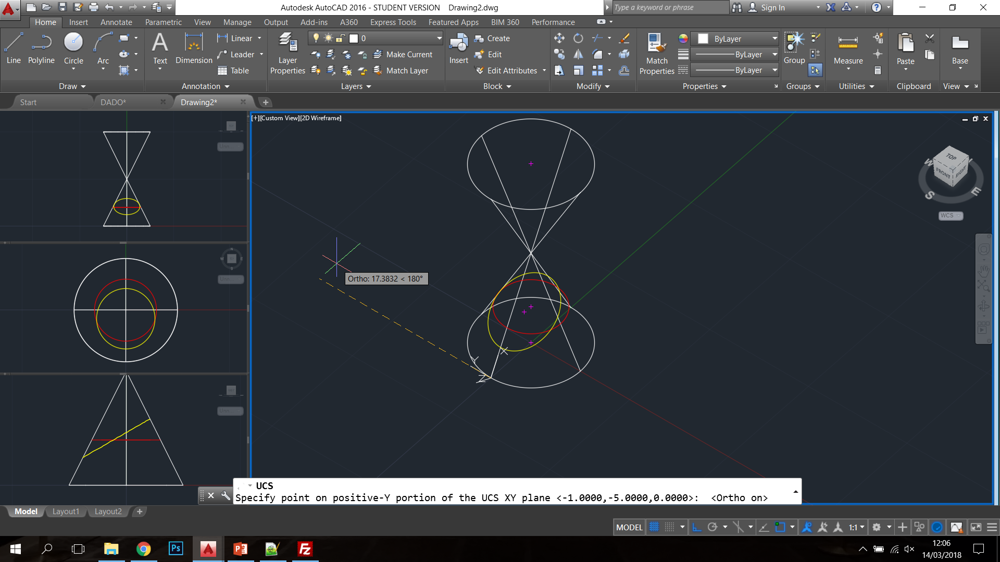 Autodesk AutoCAD 2016 - STUDENT VERSION Drawing2.dwg
Type a keyword or phrase
Sign In
Home Insert Annotate Parametric View Manage Output Add-ins A360 Express Tools Featured Apps BIM 360 Performance
Line Polyline Circle Arc
Draw
Text Dimension
Linear
Leader
Table
Annotation
Layer Properties
0
Make Current
Match Layer
Layers
Insert
Create
Edit
Edit Attributes
Block
Modify
Match Properties
ByLayer
ByLayer
ByLayer
Properties
Group
Groups
Measure
Utilities
Paste
Clipboard
Base
View
Start DADO* Drawing2*
[+][Custom View][2D Wireframe]
TOP
FRONT RIGHT
W S E
WCS
N
W E
S
Ortho: 17.3832 < 180°
X
Y
Z
UCS
Specify point on positive-Y portion of the UCS XY plane <-1.0000,-5.0000,0.0000>: <Ortho on>
Model Layout1 Layout2
MODEL
1:1
Ps
12:06
14/03/2018